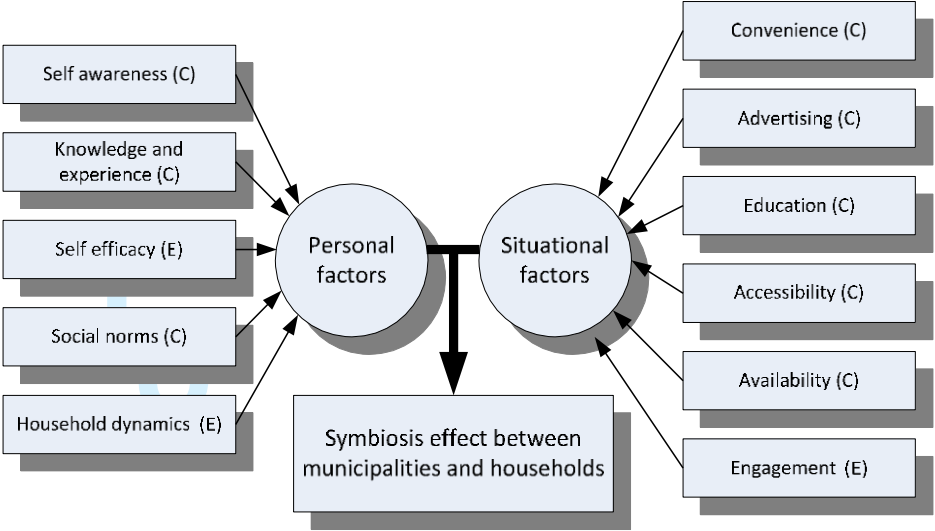 Self awareness (C)
Knowledge and
experience (C)
Self efficacy (E)
Social norms (C)
Household dynamics (E)
Personal
factors
Situational
factors
Symbiosis effect between
municipalities and households
Convenience (C)
Advertising (C)
Education (C)
Accessibility (C)
Availability (C)
Engagement (E)